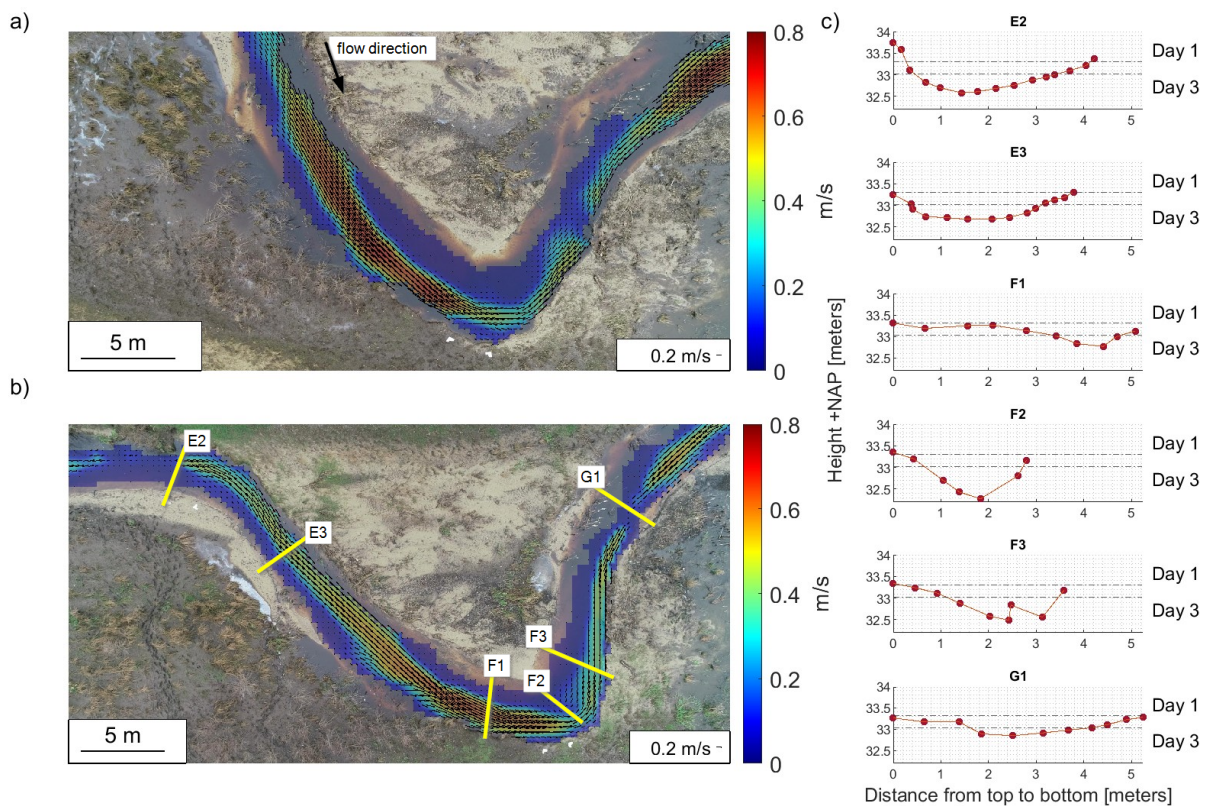 a)
flow direction
5 m
0.2 m/s
0.8
0.6
0.4
0.2
0
m/s
b)
E2
E3
G1
F1
F3
F2
5 m
0.2 m/s
0.8
0.6
0.4
0.2
0
m/s
c)
Height +NAP [meters]
E2
34
33.5
33
32.5
0 1 2 3 4 5
Day 1
Day 3
E3
34
33.5
33
32.5
0 1 2 3 4 5
Day 1
Day 3
F1
34
33.5
33
32.5
0 1 2 3 4 5
Day 1
Day 3
F2
34
33.5
33
32.5
0 1 2 3 4 5
Day 1
Day 3
F3
34
33.5
33
32.5
0 1 2 3 4 5
Day 1
Day 3
G1
34
33.5
33
32.5
0 1 2 3 4 5
Day 1
Day 3
Distance from top to bottom [meters]